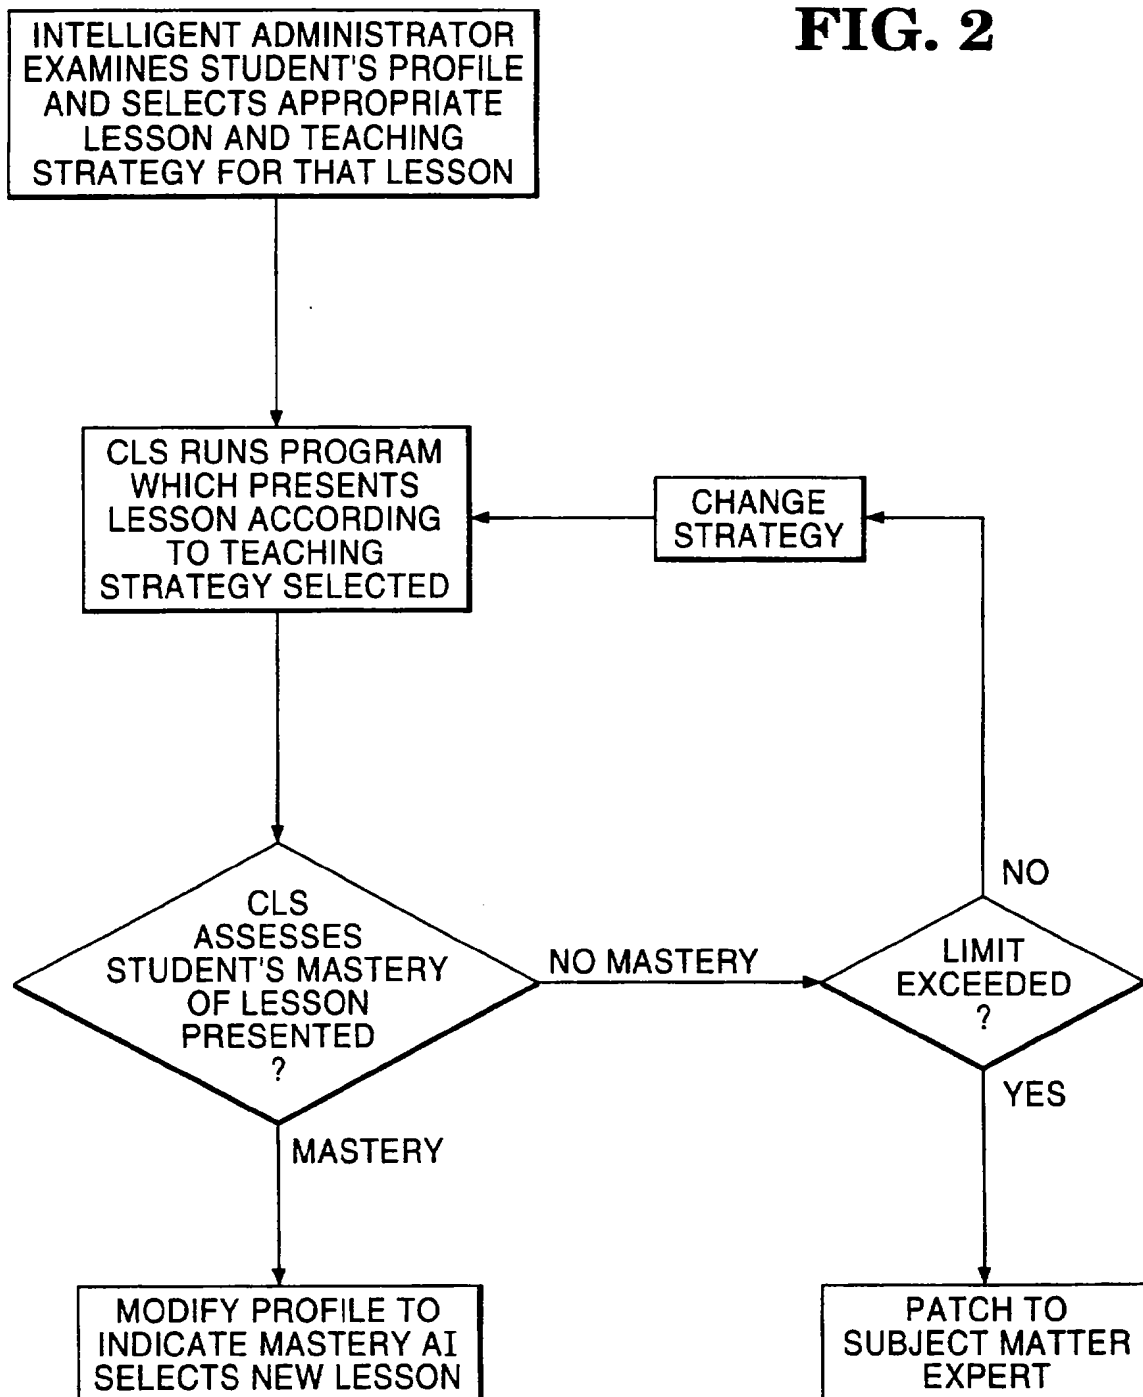 FIG. 2
INTELLIGENT ADMINISTRATOR
EXAMINES STUDENT'S PROFILE
AND SELECTS APPROPRIATE
LESSON AND TEACHING
STRATEGY FOR THAT LESSON
CLS RUNS PROGRAM
WHICH PRESENTS
LESSON ACCORDING
TO TEACHING
STRATEGY SELECTED
CHANGE
STRATEGY
CLS
ASSESSES
STUDENT'S MASTERY
OF LESSON
PRESENTED
?
NO MASTERY
LIMIT
EXCEEDED
?
NO
YES
MASTERY
MODIFY PROFILE TO
INDICATE MASTERY AI
SELECTS NEW LESSON
PATCH TO
SUBJECT MATTER
EXPERT